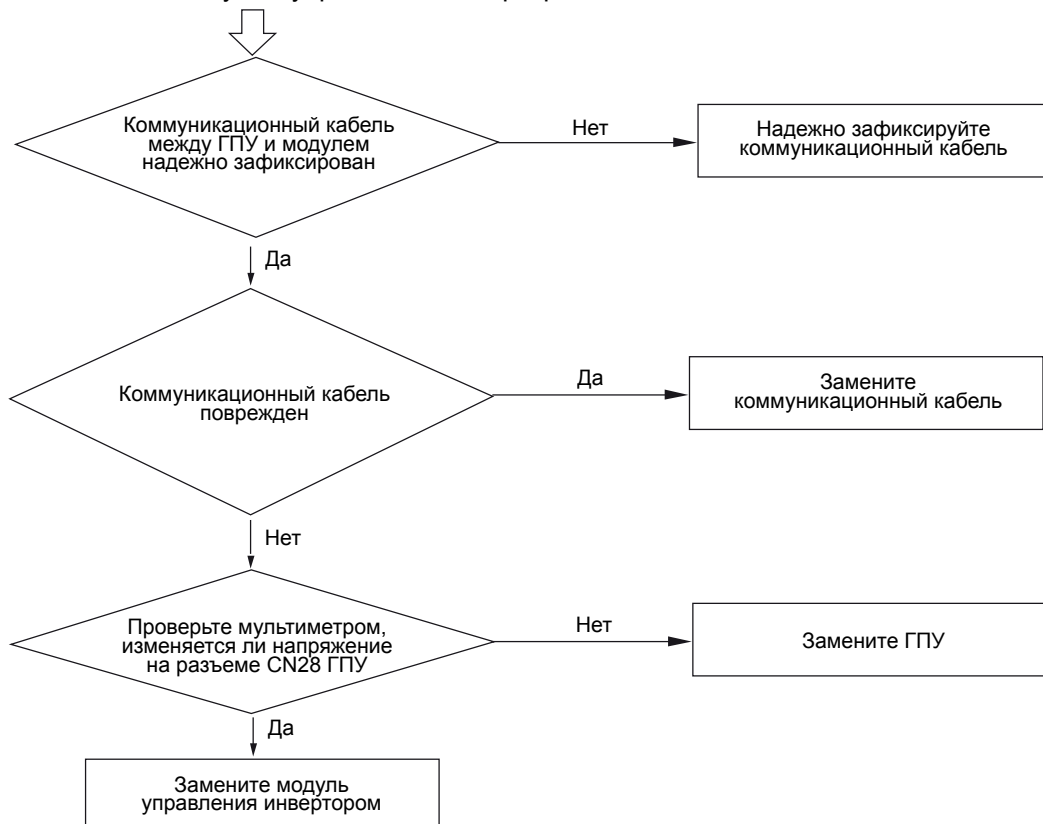 Коммуникационный кабель
между ГПУ и модулем
надежно зафиксирован
Нет
Надежно зафиксируйте
коммуникационный кабель
Да
Коммуникационный кабель
поврежден
Да
Замените
коммуникационный кабель
Нет
Проверьте мультиметром,
изменяется ли напряжение
на разъеме CN28 ГПУ
Нет
Замените ГПУ
Да
Замените модуль
управления инвертором